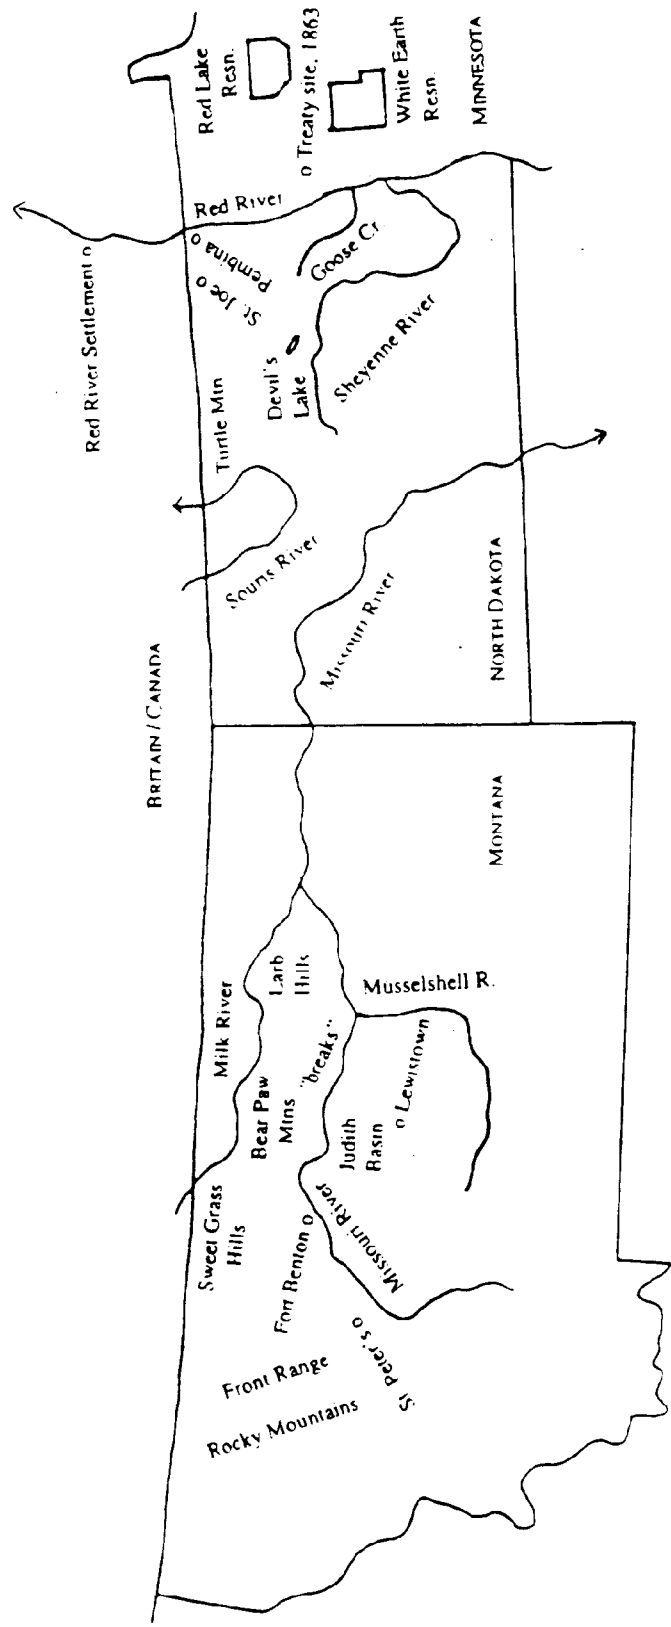 BRITAIN / CANADA
Red River Settlement
Sweet Grass
Hills
Milk River
Bear Paw
Mtns
Larb
Hills
"breaks"
Front Range
Rocky Mountains
Fort Benton
St Peter's
Missouri River
Judith
Basin
Lewistown
Musselshell R.
MONTANA
Souris River
Turtle Mtn
Missouri River
NORTH DAKOTA
Devil's
Lake
Sheyenne River
St. Joe
Pembina
Goose Cr.
Red River
Red Lake
Resn.
Treaty site, 1863
White Earth
Resn.
MINNESOTA